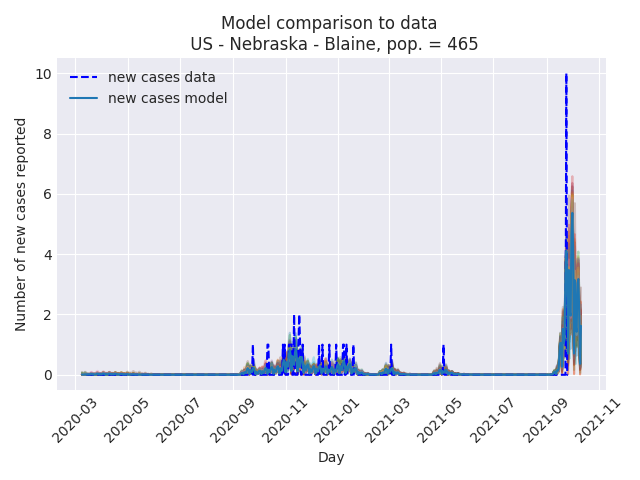 Model comparison to data
US - Nebraska - Blaine, pop. = 465
new cases data
new cases model
Number of new cases reported
10
8
6
4
2
0
2020-03
2020-05
2020-07
2020-09
2020-11
2021-01
2021-03
2021-05
2021-07
2021-09
2021-11
Day